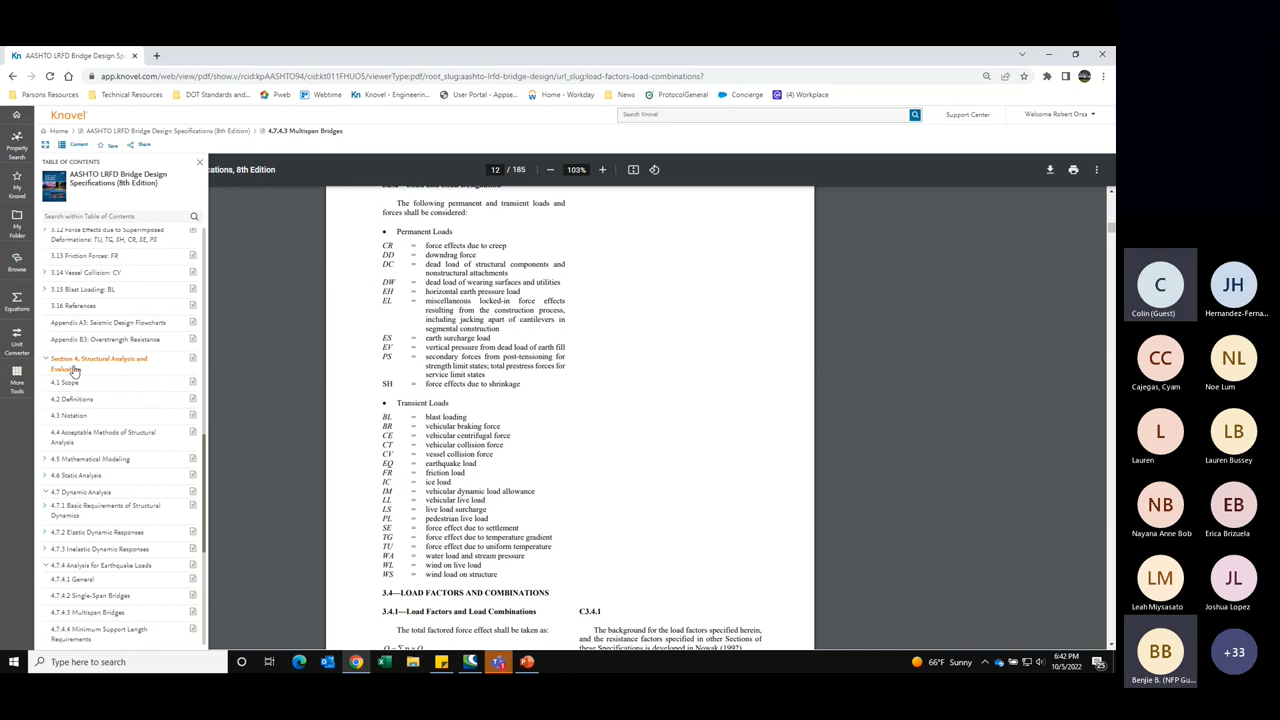 AASHTO LRFD Bridge Design Sp
app.knovel.com/web/view/pdf/show.v/rcid:kpAASHTO94/cid:kt011FHUO5/viewerType:pdf/root_slug:aashto-lrfd-bridge-design/url_slug:load-factors-load-combinations?
Parsons Resources Technical Resources DOT Standards and... Pweb Webtime Knovel - Engineerin... User Portal - Appse... Home - Workday News ProtocolGeneral Concierge (4) Workplace
Knovel
Search Knovel
Support Center
Welcome Robert Orsa
Home AASHTO LRFD Bridge Design Specifications (8th Edition) 4.7.4.3 Multispan Bridges
Content Save Share
Property Search
My Knovel
My Folder
Browse
Equations
Unit Converter
More Tools
TABLE OF CONTENTS
AASHTO LRFD Bridge Design
Specifications (8th Edition)
Search within Table of Contents
3.12 Force Effects due to Superimposed
Deformations: TU, TG, SH, CR, SE, PS
3.13 Friction Forces: FR
3.14 Vessel Collision: CV
3.15 Blast Loading: BL
3.16 References
Appendix A3: Seismic Design Flowcharts
Appendix B3: Overstrength Resistance
Section 4. Structural Analysis and
4.1 Scope
4.2 Definitions
4.3 Notation
4.4 Acceptable Methods of Structural
Analysis
4.5 Mathematical Modeling
4.6 Static Analysis
4.7 Dynamic Analysis
4.7.1 Basic Requirements of Structural
Dynamics
4.7.2 Elastic Dynamic Responses
4.7.3 Inelastic Dynamic Responses
4.7.4 Analysis for Earthquake Loads
4.7.4.1 General
4.7.4.2 Single-Span Bridges
4.7.4.3 Multispan Bridges
4.7.4.4 Minimum Support Length
Requirements
cations, 8th Edition
12 / 185
103%
The following permanent and transient loads and
forces shall be considered:
• Permanent Loads
CR = force effects due to creep
DD = downdrag force
DC = dead load of structural components and
nonstructural attachments
DW = dead load of wearing surfaces and utilities
EH = horizontal earth pressure load
EL = miscellaneous locked-in force effects
resulting from the construction process,
including jacking apart of cantilevers in
segmental construction
ES = earth surcharge load
EV = vertical pressure from dead load of earth fill
PS = secondary forces from post-tensioning for
strength limit states; total prestress forces for
service limit states
SH = force effects due to shrinkage
• Transient Loads
BL = blast loading
BR = vehicular braking force
CE = vehicular centrifugal force
CT = vehicular collision force
CV = vessel collision force
EQ = earthquake load
FR = friction load
IC = ice load
IM = vehicular dynamic load allowance
LL = vehicular live load
LS = live load surcharge
PL = pedestrian live load
SE = force effect due to settlement
TG = force effect due to temperature gradient
TU = force effect due to uniform temperature
WA = water load and stream pressure
WL = wind on live load
WS = wind load on structure
3.4—LOAD FACTORS AND COMBINATIONS
3.4.1—Load Factors and Load Combinations
C3.4.1
The total factored force effect shall be taken as:
The background for the load factors specified herein,
and the resistance factors specified in other Sections of
these Specifications is developed in Nowak (1992).
C
Colin (Guest)
JH
Hernandez-Ferna...
CC
Cajegas, Cyam
NL
Noe Lum
L
Lauren
LB
Lauren Bussey
NB
Nayana Anne Bob
EB
Erica Brizuela
LM
Leah Miyasato
JL
Joshua Lopez
BB
Benjie B. (NFP Gu...
+33
Type here to search
66°F Sunny
6:42 PM
10/5/2022
25